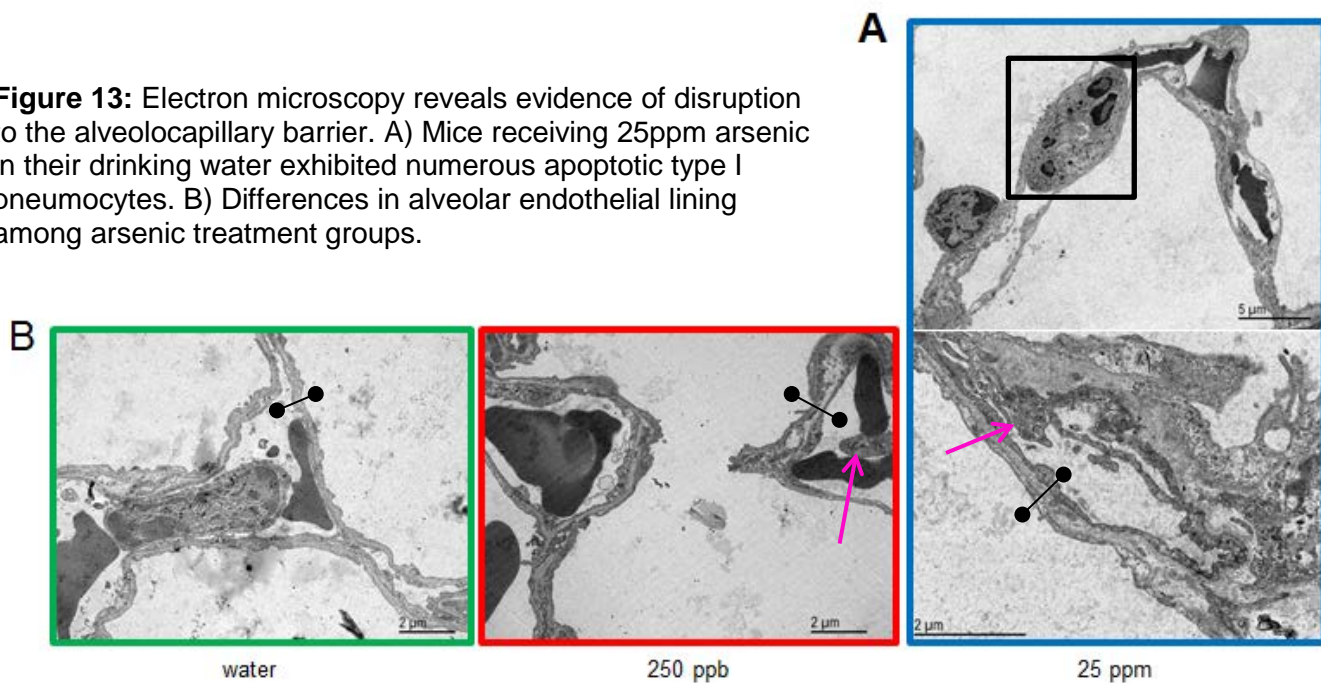 Figure 13: Electron microscopy reveals evidence of disruption
to the alveolocapillary barrier. A) Mice receiving 25ppm arsenic
in their drinking water exhibited numerous apoptotic type I
pneumocytes. B) Differences in alveolar endothelial lining
among arsenic treatment groups.
A
5 µm
B
2 µm
2 µm
2 µm
water
250 ppb
25 ppm